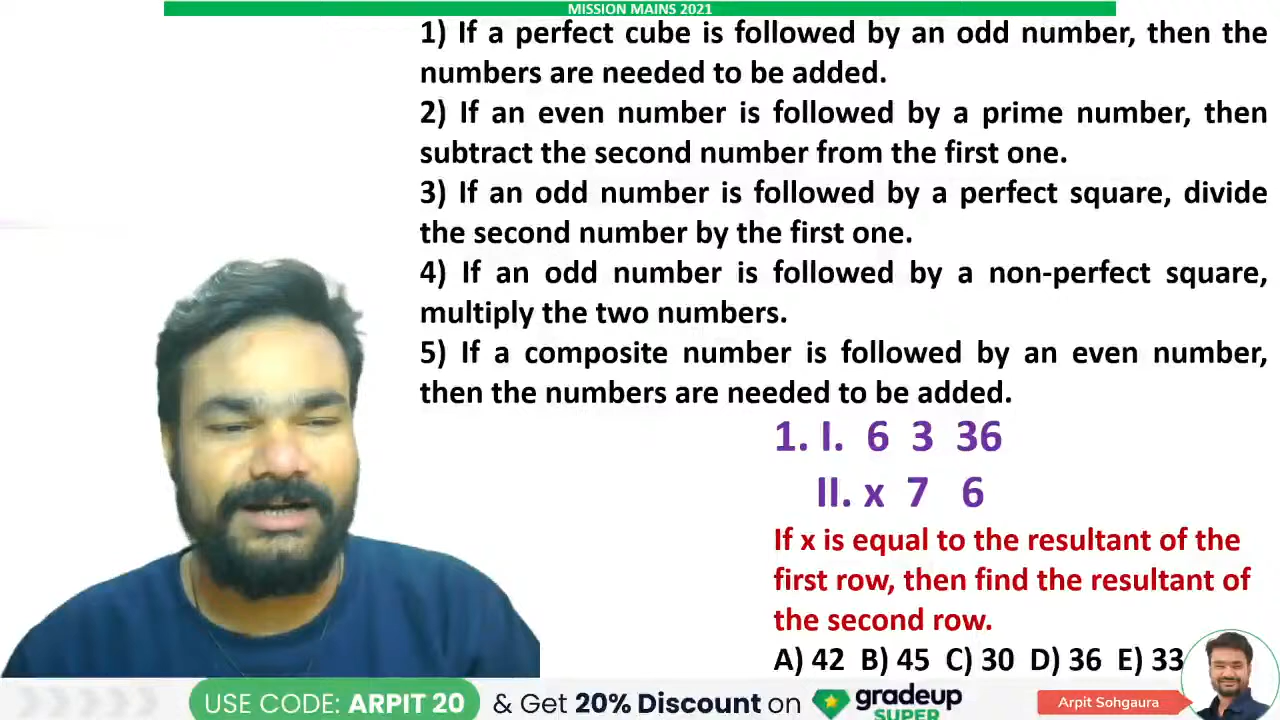 MISSION MAINS 2021
1) If a perfect cube is followed by an odd number, then the
numbers are needed to be added.
2) If an even number is followed by a prime number, then
subtract the second number from the first one.
3) If an odd number is followed by a perfect square, divide
the second number by the first one.
4) If an odd number is followed by a non-perfect square,
multiply the two numbers.
5) If a composite number is followed by an even number,
then the numbers are needed to be added.
1. I. 6 3 36
II. x 7 6
If x is equal to the resultant of the
first row, then find the resultant of
the second row.
A) 42 B) 45 C) 30 D) 36 E) 33
USE CODE: ARPIT 20 & Get 20% Discount on gradeup
SUPER
Arpit Sohgaura